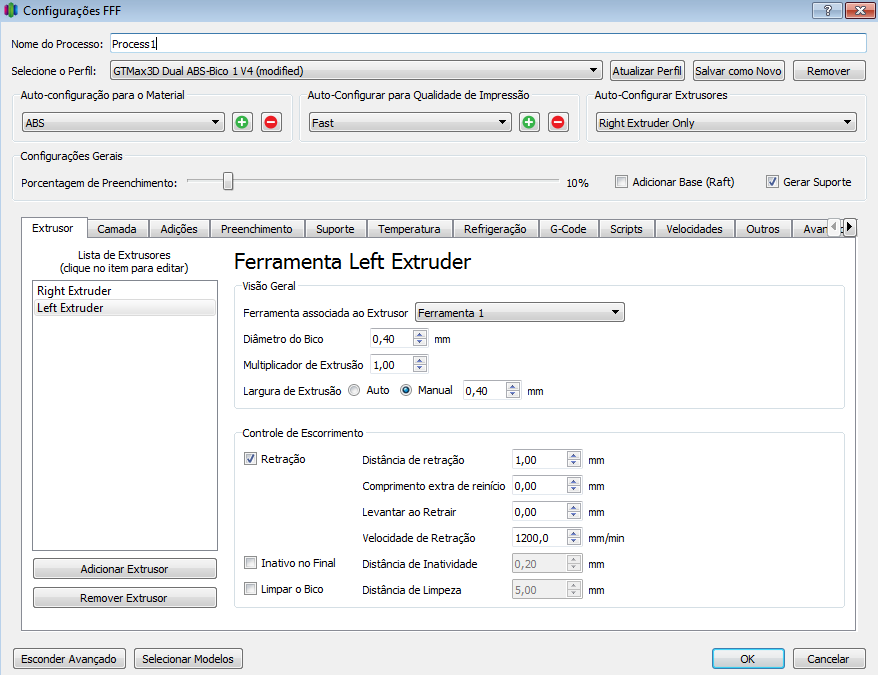 Configurações FFF
Nome do Processo: Process1
Selecione o Perfil: GTMax3D Dual ABS-Bico 1 V4 (modified) Atualizar Perfil Salvar como Novo Remover
Auto-configuração para o Material Auto-Configurar para Qualidade de Impressão Auto-Configurar Extrusores
ABS Fast Right Extruder Only
Configurações Gerais
Porcentagem de Preenchimento: 10% Adicionar Base (Raft) Gerar Suporte
Extrusor Camada Adições Preenchimento Suporte Temperatura Refrigeração G-Code Scripts Velocidades Outros
Lista de Extrusores
(clique no item para editar)
Right Extruder
Left Extruder
Adicionar Extrusor
Remover Extrusor
Ferramenta Left Extruder
Visão Geral
Ferramenta associada ao Extrusor Ferramenta 1
Diâmetro do Bico 0,40 mm
Multiplicador de Extrusão 1,00
Largura de Extrusão Auto Manual 0,40 mm
Controle de Escorrimento
Retração Distância de retração 1,00 mm
Comprimento extra de reinício 0,00 mm
Levantar ao Retrair 0,00 mm
Velocidade de Retração 1200,0 mm/min
Inativo no Final Distância de Inatividade 0,20 mm
Limpar o Bico Distância de Limpeza 5,00 mm
Esconder Avançado Selecionar Modelos OK Cancelar